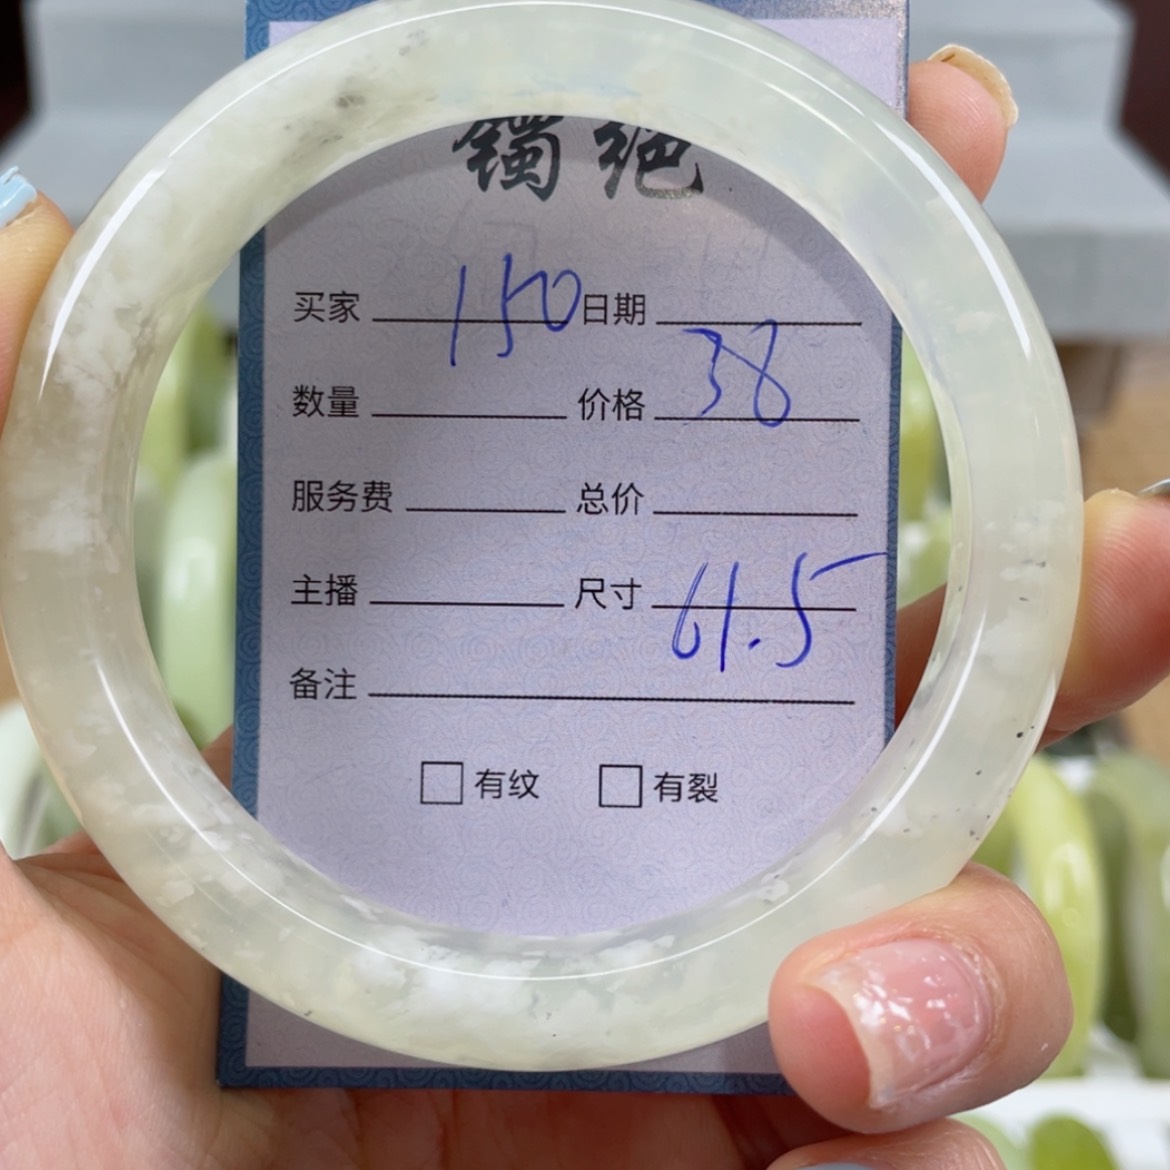 镯绝
买家 150 日期
数量 价格 38
服务费 总价
主播 尺寸 61.5
备注
有纹 有裂